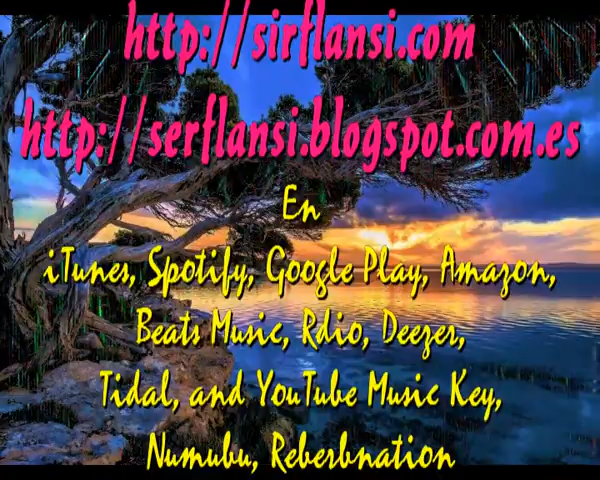 http://sirflansi.com
http://serflansi.blogspot.com.es
En
iTunes, Spotify, Google Play, Amazon,
Beats Music, Rdio, Deezer,
Tidal, and YouTube Music Key,
Numubu, Reberbnation